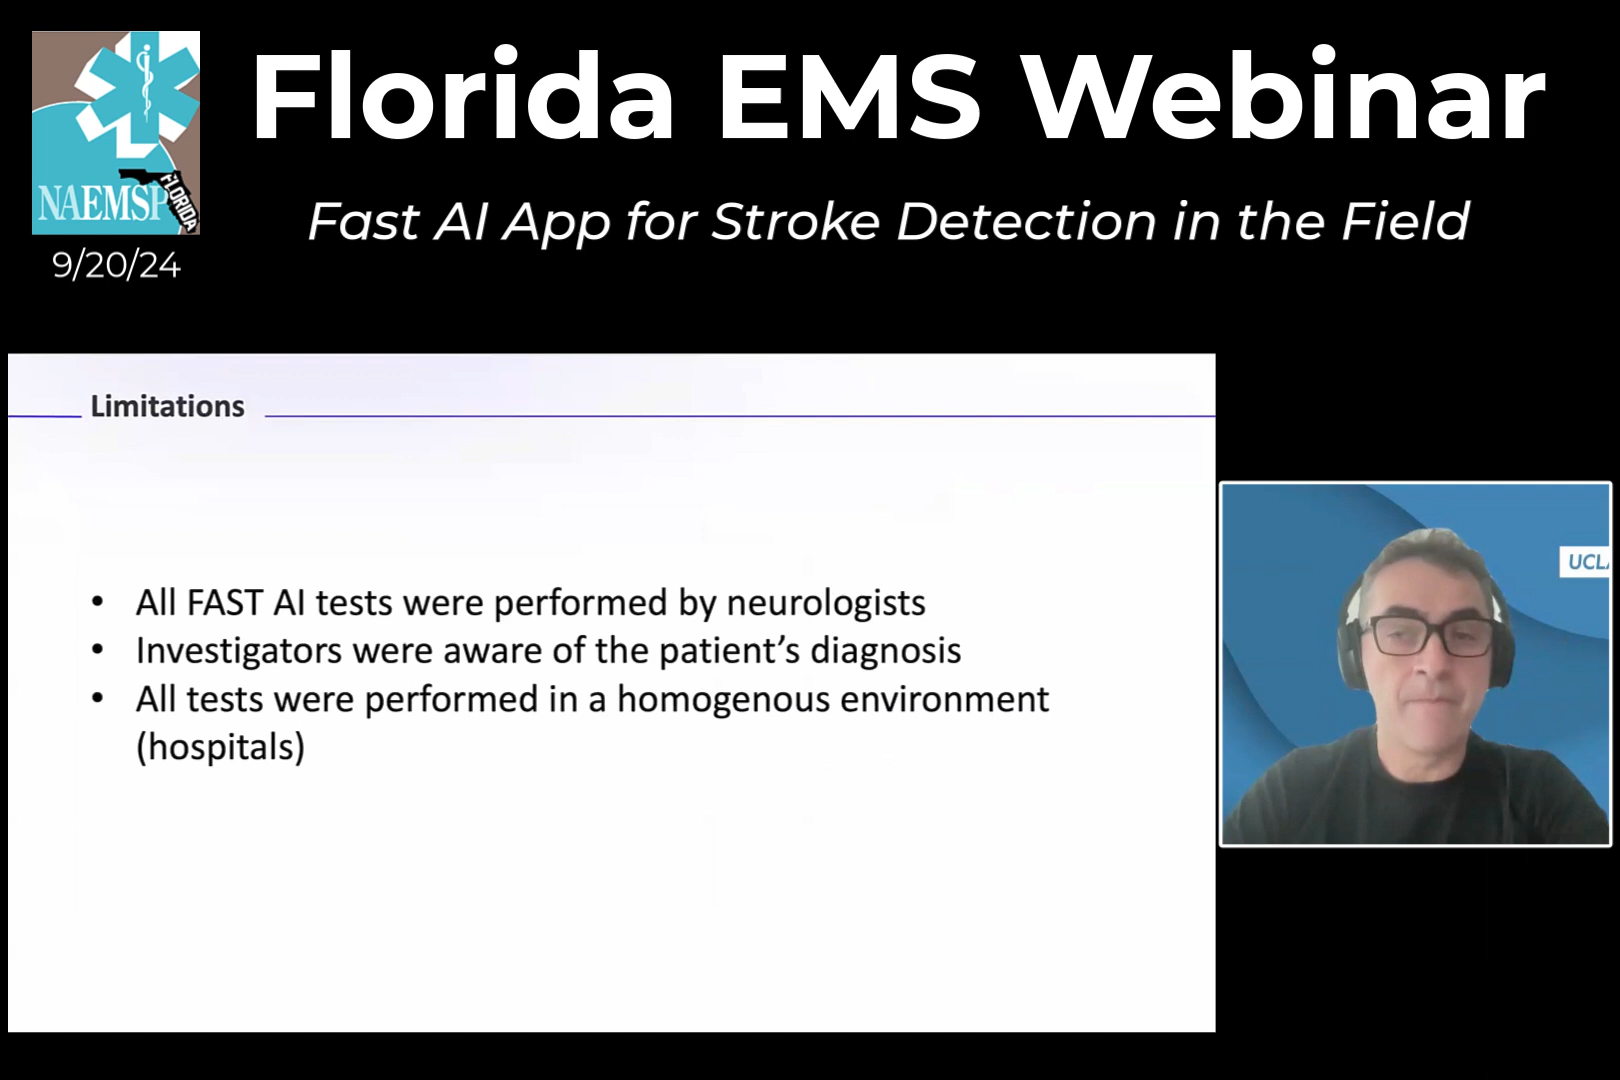 Florida EMS Webinar
Fast AI App for Stroke Detection in the Field
NAEMSP
FLORIDA
9/20/24
Limitations
• All FAST AI tests were performed by neurologists
• Investigators were aware of the patient's diagnosis
• All tests were performed in a homogenous environment
(hospitals)
UCLA